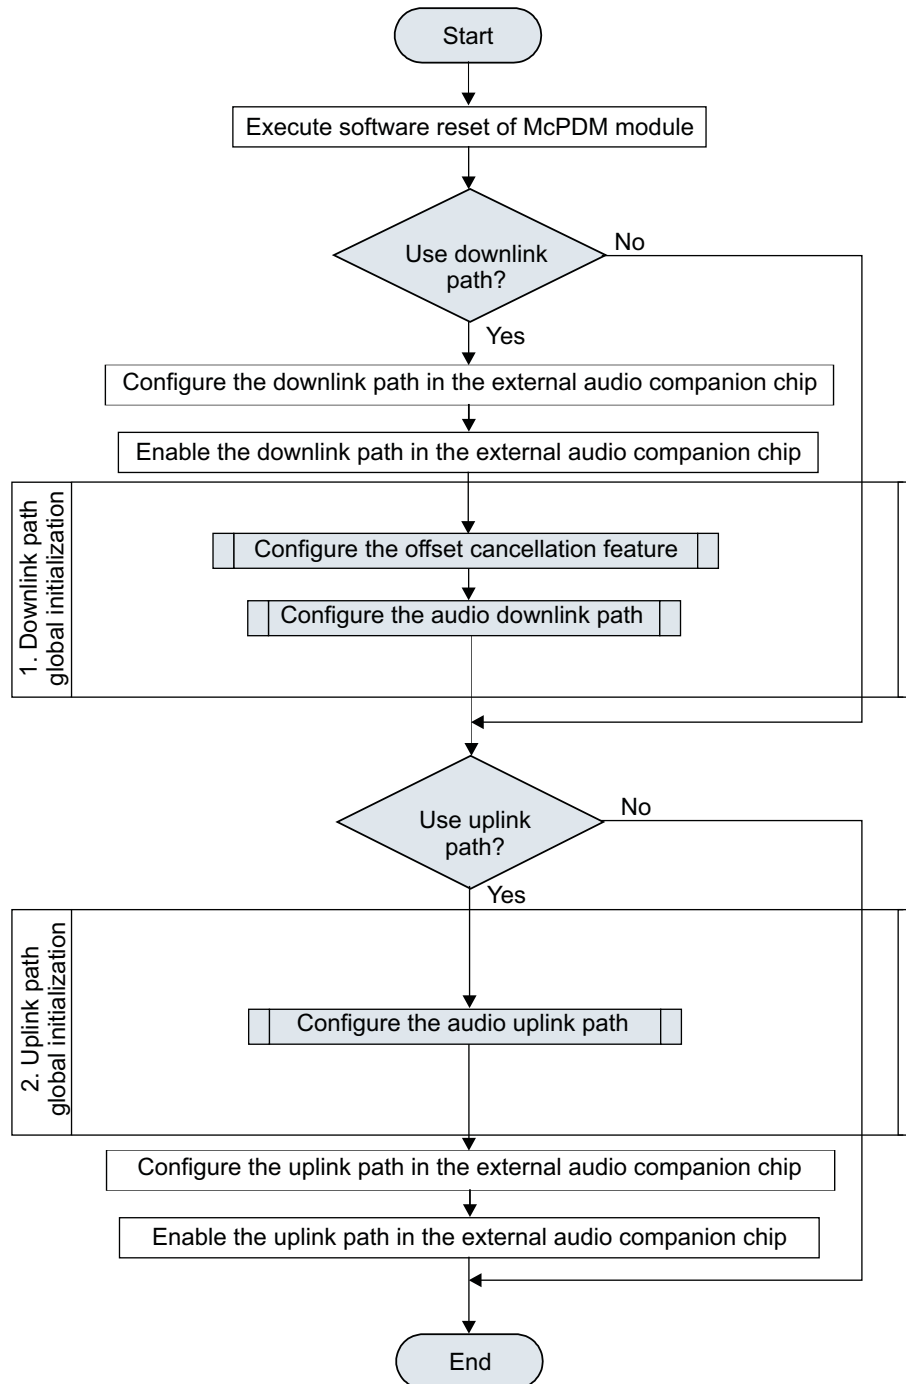 Start
Execute software reset of McPDM module
Use downlink
path?
No
Yes
Configure the downlink path in the external audio companion chip
Enable the downlink path in the external audio companion chip
1. Downlink path
global initialization
Configure the offset cancellation feature
Configure the audio downlink path
Use uplink
path?
No
Yes
2. Uplink path
global initialization
Configure the audio uplink path
Configure the uplink path in the external audio companion chip
Enable the uplink path in the external audio companion chip
End